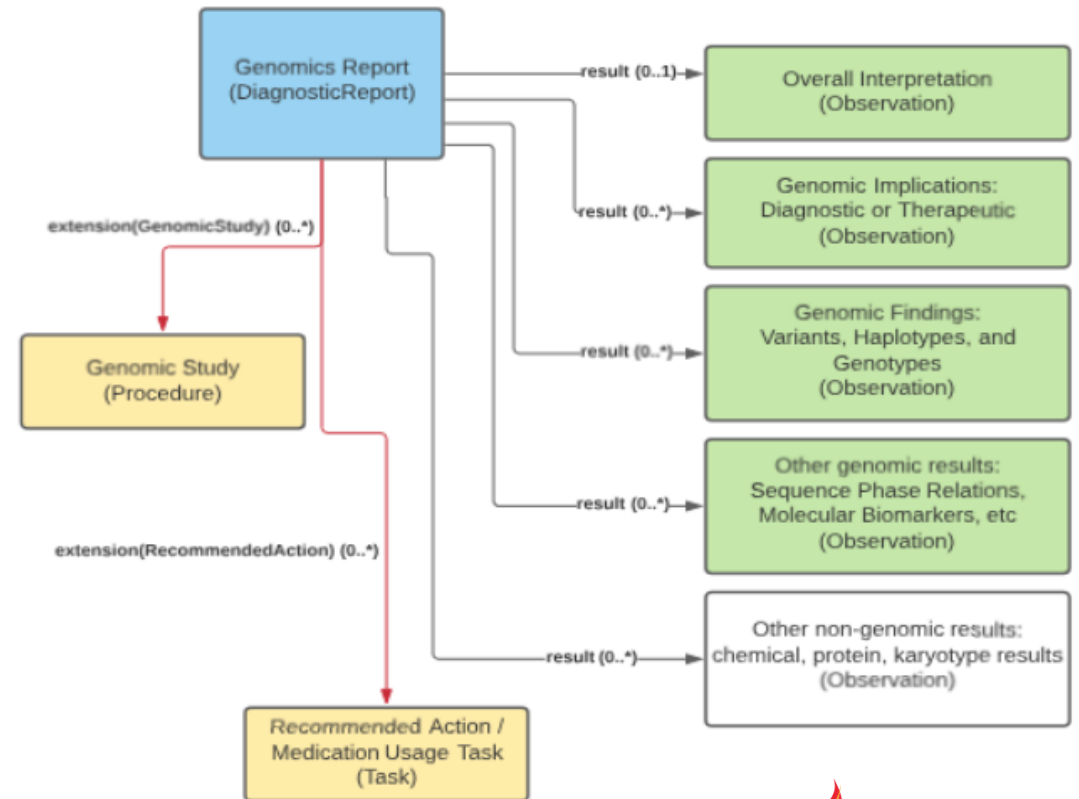 Genomics Report
(DiagnosticReport)
result (0..1)
Overall Interpretation
(Observation)
result (0..*)
Genomic Implications:
Diagnostic or Therapeutic
(Observation)
extension(GenomicStudy) (0..*)
result (0..*)
Genomic Findings:
Variants, Haplotypes, and
Genotypes
(Observation)
Genomic Study
(Procedure)
result (0..*)
Other genomic results:
Sequence Phase Relations,
Molecular Biomarkers, etc
(Observation)
extension(RecommendedAction) (0..*)
result (0..*)
Other non-genomic results:
chemical, protein, karyotype results
(Observation)
Recommended Action /
Medication Usage Task
(Task)